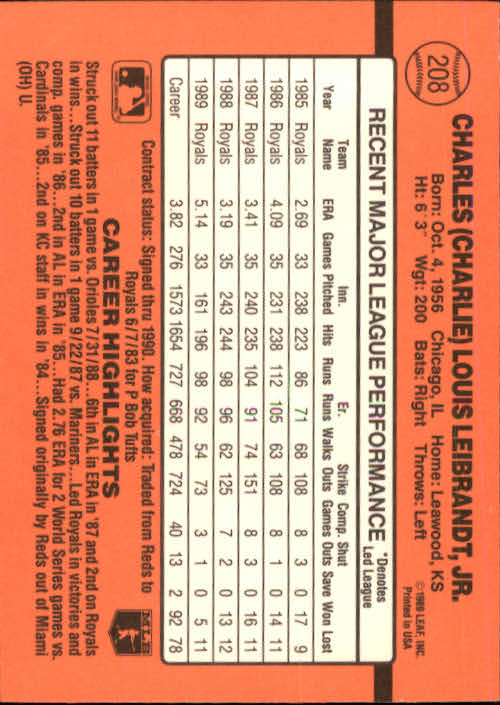 208
CHARLES (CHARLIE) LOUIS LEIBRANDT, JR.
Born: Oct. 4, 1956 Chicago, IL Home: Leawood, KS
Ht: 6' 3" Wgt: 200 Bats: Right Throws: Left
©1989 LEAF, INC.
Printed in USA
RECENT MAJOR LEAGUE PERFORMANCE *Denotes Led League
Team Inn. Er. Strike Comp. Shut
Year Name ERA Games Pitched Hits Runs Runs Walks Outs Games Outs Save Won Lost
1985 Royals 2.69 33 238 223 86 71 68 108 8 3 0 17 9
1986 Royals 4.09 35 231 238 112 105 63 108 8 1 0 14 11
1987 Royals 3.41 35 240 235 104 91 74 151 8 3 0 16 11
1988 Royals 3.19 35 243 244 98 96 62 125 7 2 0 13 12
1989 Royals 5.14 33 161 196 98 92 54 73 3 1 0 5 11
Career 3.82 276 1573 1654 727 668 478 724 40 13 2 92 78
Contract status: Signed thru 1990. How acquired: Traded from Reds to
Royals 6/7/83 for P Bob Tufts
CAREER HIGHLIGHTS
MLB
Struck out 11 batters in 1 game vs. Orioles 7/31/88...6th in AL in ERA in '87 and 2nd on Royals
in wins...Struck out 10 batters in 1 game 9/22/87 vs. Mariners...Led Royals in victories and
comp. games in '86...2nd in AL in ERA in '85...Had 2.76 ERA for 2 World Series games vs.
Cardinals in '85...2nd on KC staff in wins in '84...Signed originally by Reds out of Miami
(OH) U.